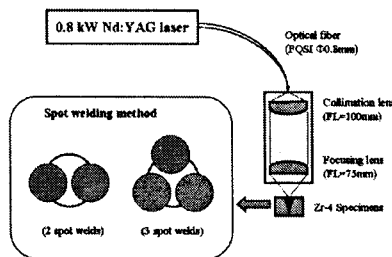 0.8 kW Nd:YAG laser
Optical fiber
(FQSI Φ0.8mm)
Spot welding method
Collimation lens
(FL=100mm)
Focusing lens
(FL=75mm)
(2 spot welds)
(3 spot welds)
Zr-4 Specimens